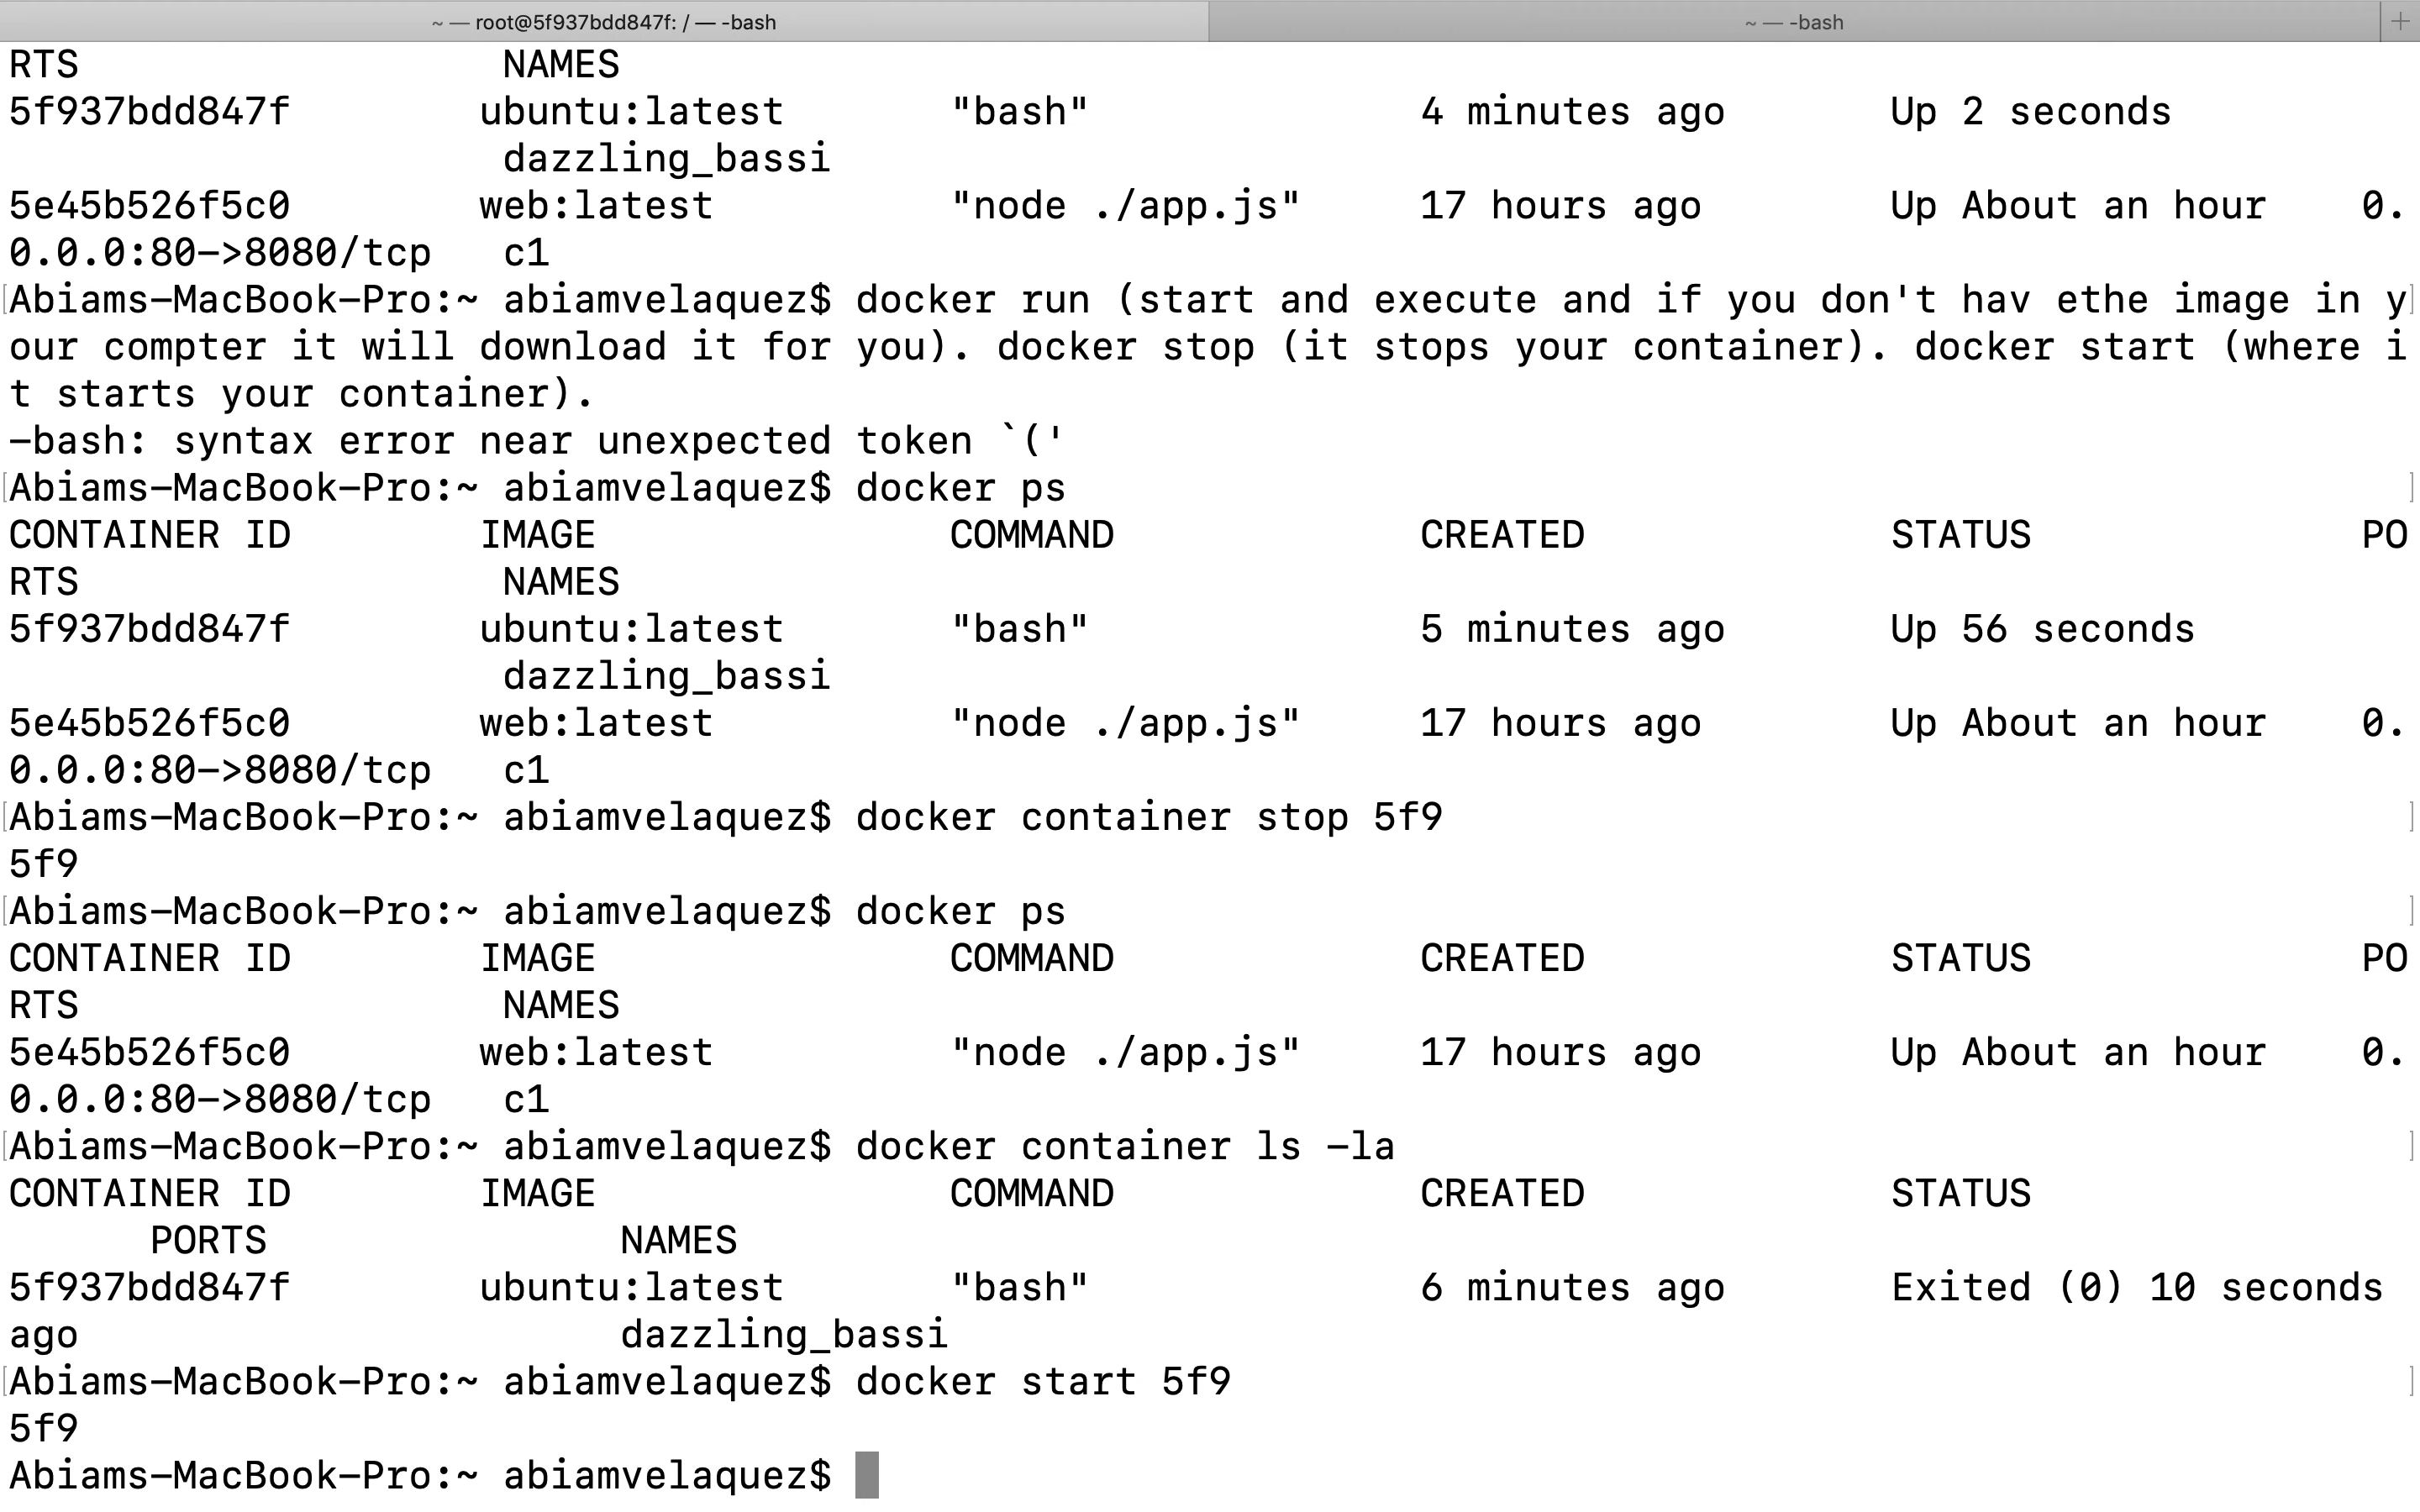 ~ — root@5f937bdd847f: / — -bash ~ — -bash +
RTS NAMES
5f937bdd847f ubuntu:latest "bash" 4 minutes ago Up 2 seconds
dazzling_bassi
5e45b526f5c0 web:latest "node ./app.js" 17 hours ago Up About an hour 0.
0.0.0:80->8080/tcp c1
[Abiams-MacBook-Pro:~ abiamvelaquez$ docker run (start and execute and if you don't hav ethe image in y]
our compter it will download it for you). docker stop (it stops your container). docker start (where i
t starts your container).
-bash: syntax error near unexpected token `('
[Abiams-MacBook-Pro:~ abiamvelaquez$ docker ps ]
CONTAINER ID IMAGE COMMAND CREATED STATUS PO
RTS NAMES
5f937bdd847f ubuntu:latest "bash" 5 minutes ago Up 56 seconds
dazzling_bassi
5e45b526f5c0 web:latest "node ./app.js" 17 hours ago Up About an hour 0.
0.0.0:80->8080/tcp c1
[Abiams-MacBook-Pro:~ abiamvelaquez$ docker container stop 5f9 ]
5f9
[Abiams-MacBook-Pro:~ abiamvelaquez$ docker ps ]
CONTAINER ID IMAGE COMMAND CREATED STATUS PO
RTS NAMES
5e45b526f5c0 web:latest "node ./app.js" 17 hours ago Up About an hour 0.
0.0.0:80->8080/tcp c1
[Abiams-MacBook-Pro:~ abiamvelaquez$ docker container ls -la ]
CONTAINER ID IMAGE COMMAND CREATED STATUS
PORTS NAMES
5f937bdd847f ubuntu:latest "bash" 6 minutes ago Exited (0) 10 seconds
ago dazzling_bassi
[Abiams-MacBook-Pro:~ abiamvelaquez$ docker start 5f9 ]
5f9
Abiams-MacBook-Pro:~ abiamvelaquez$